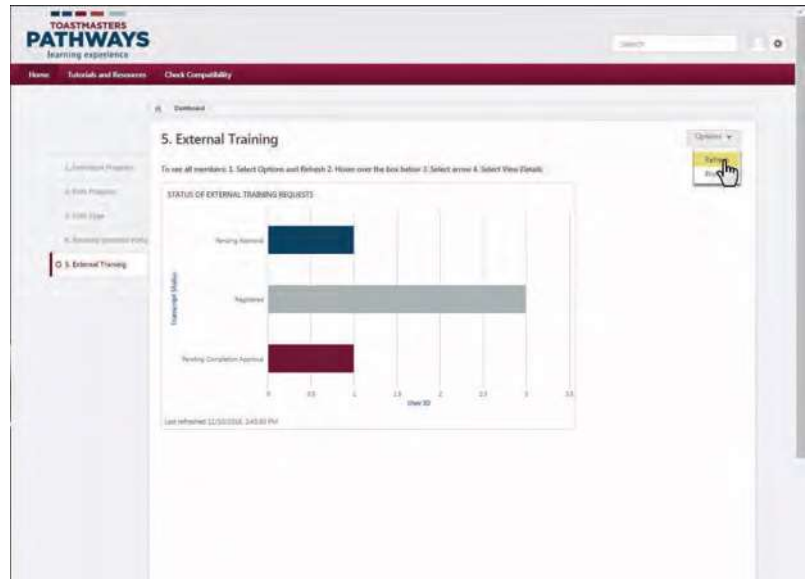 TOASTMASTERS
PATHWAYS
learning experience
Search
Home Tutorials and Resources Check Compatibility
Dashboard
5. External Training
Options
To see all members: 1. Select Options and Refresh 2. Hover over the box below 3. Select arrow 4. Select View Details
Refresh
STATUS OF EXTERNAL TRAINING REQUESTS
2. Path Progress
Pending Approval
5. External Training
Transcript Status
Registered
Pending Completion Approval
0 0.5 1 1.5 2 2.5 3 3.5
User ID